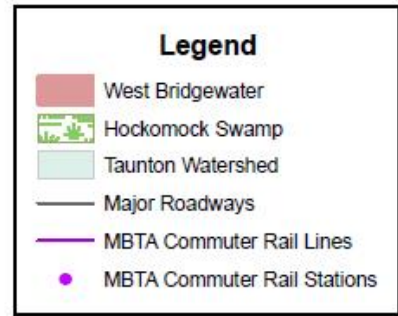 Legend
West Bridgewater
Hockomock Swamp
Taunton Watershed
Major Roadways
MBTA Commuter Rail Lines
MBTA Commuter Rail Stations